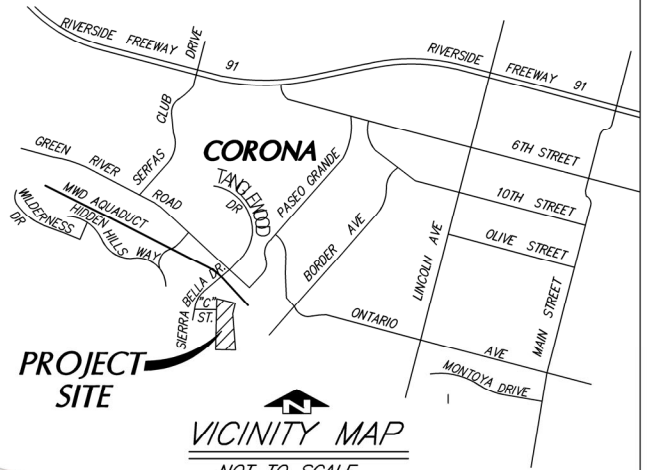 RIVERSIDE FREEWAY 91
DRIVE
RIVERSIDE FREEWAY 91
CLUB
SERFAS
GREEN RIVER ROAD
CORONA
6TH STREET
MWD AQUADUCT
TANGLEWOOD
DR
PASEO GRANDE
10TH STREET
WILDERNESS
DR
HIDDEN HILLS
WAY
BORDER AVE
LINCOLN AVE
OLIVE STREET
SIERRA BELLA DR.
"C"
ST.
MAIN STREET
ONTARIO AVE
MONTOYA DRIVE
PROJECT
SITE
N
VICINITY MAP
NOT TO SCALE